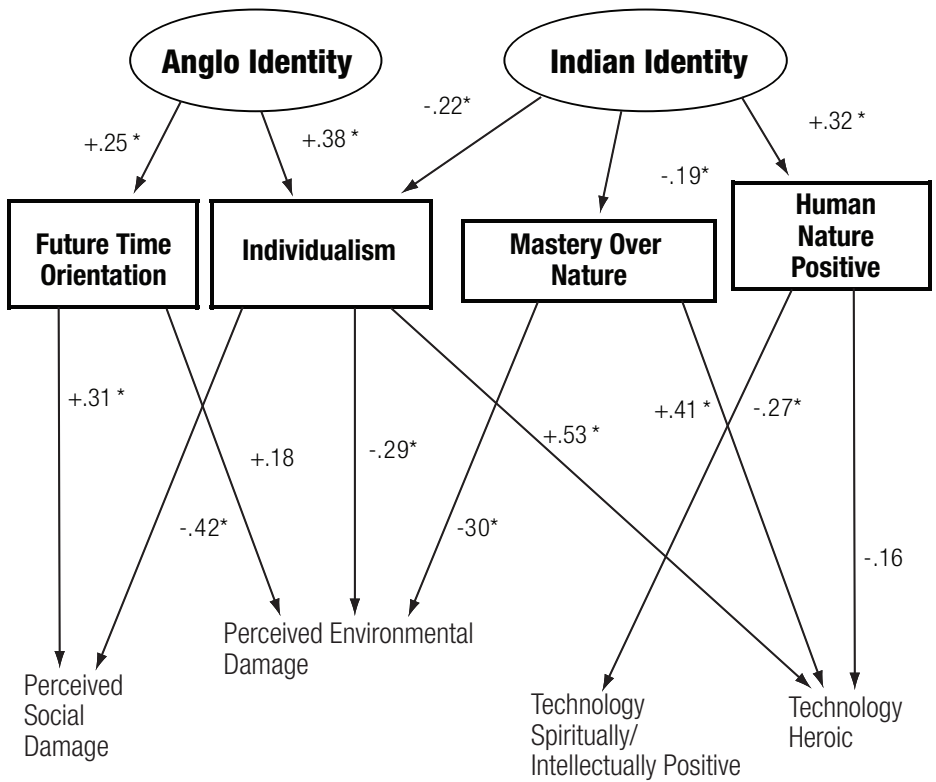 Anglo Identity
Indian Identity
+.25 *
+.38 *
-.22*
-.19*
+.32 *
Future Time
Orientation
Individualism
Mastery Over
Nature
Human
Nature
Positive
+.31 *
+.18
-.42*
-.29*
-30*
+.53 *
+.41 *
-.27*
-.16
Perceived
Social
Damage
Perceived Environmental
Damage
Technology
Spiritually/
Intellectually Positive
Technology
Heroic